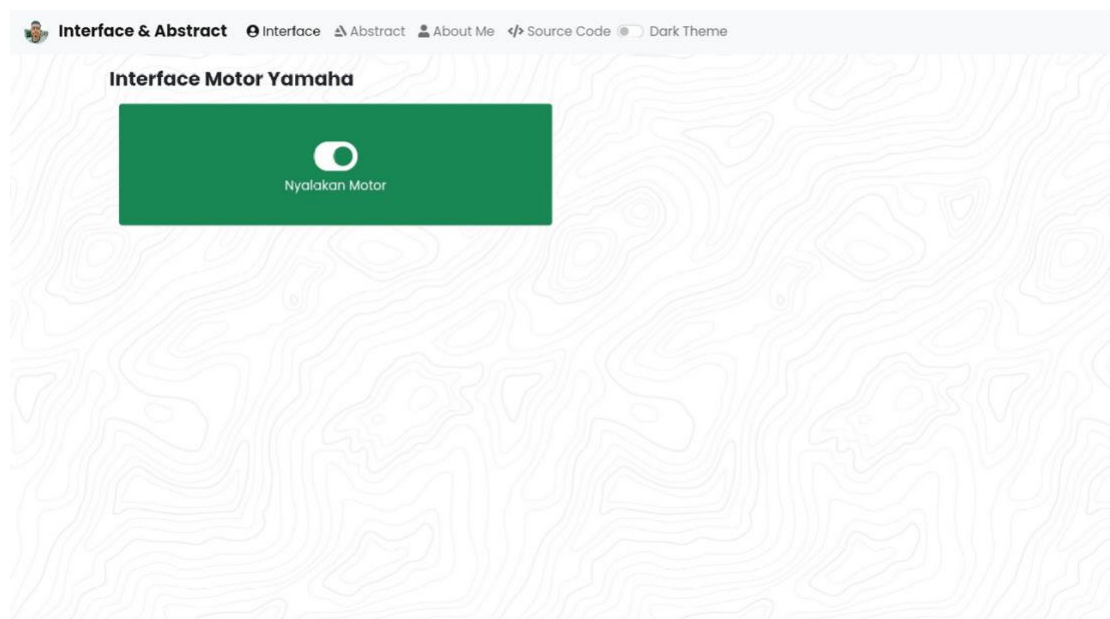 Interface & Abstract Interface Abstract About Me </> Source Code Dark Theme
Interface Motor Yamaha
Nyalakan Motor